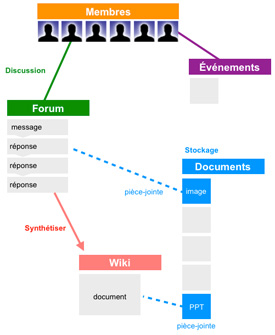 Membres
Discussion
Événements
Forum
message
réponse
réponse
réponse
Stockage
Documents
image
pièce-jointe
Synthétiser
Wiki
document
PPT
pièce-jointe